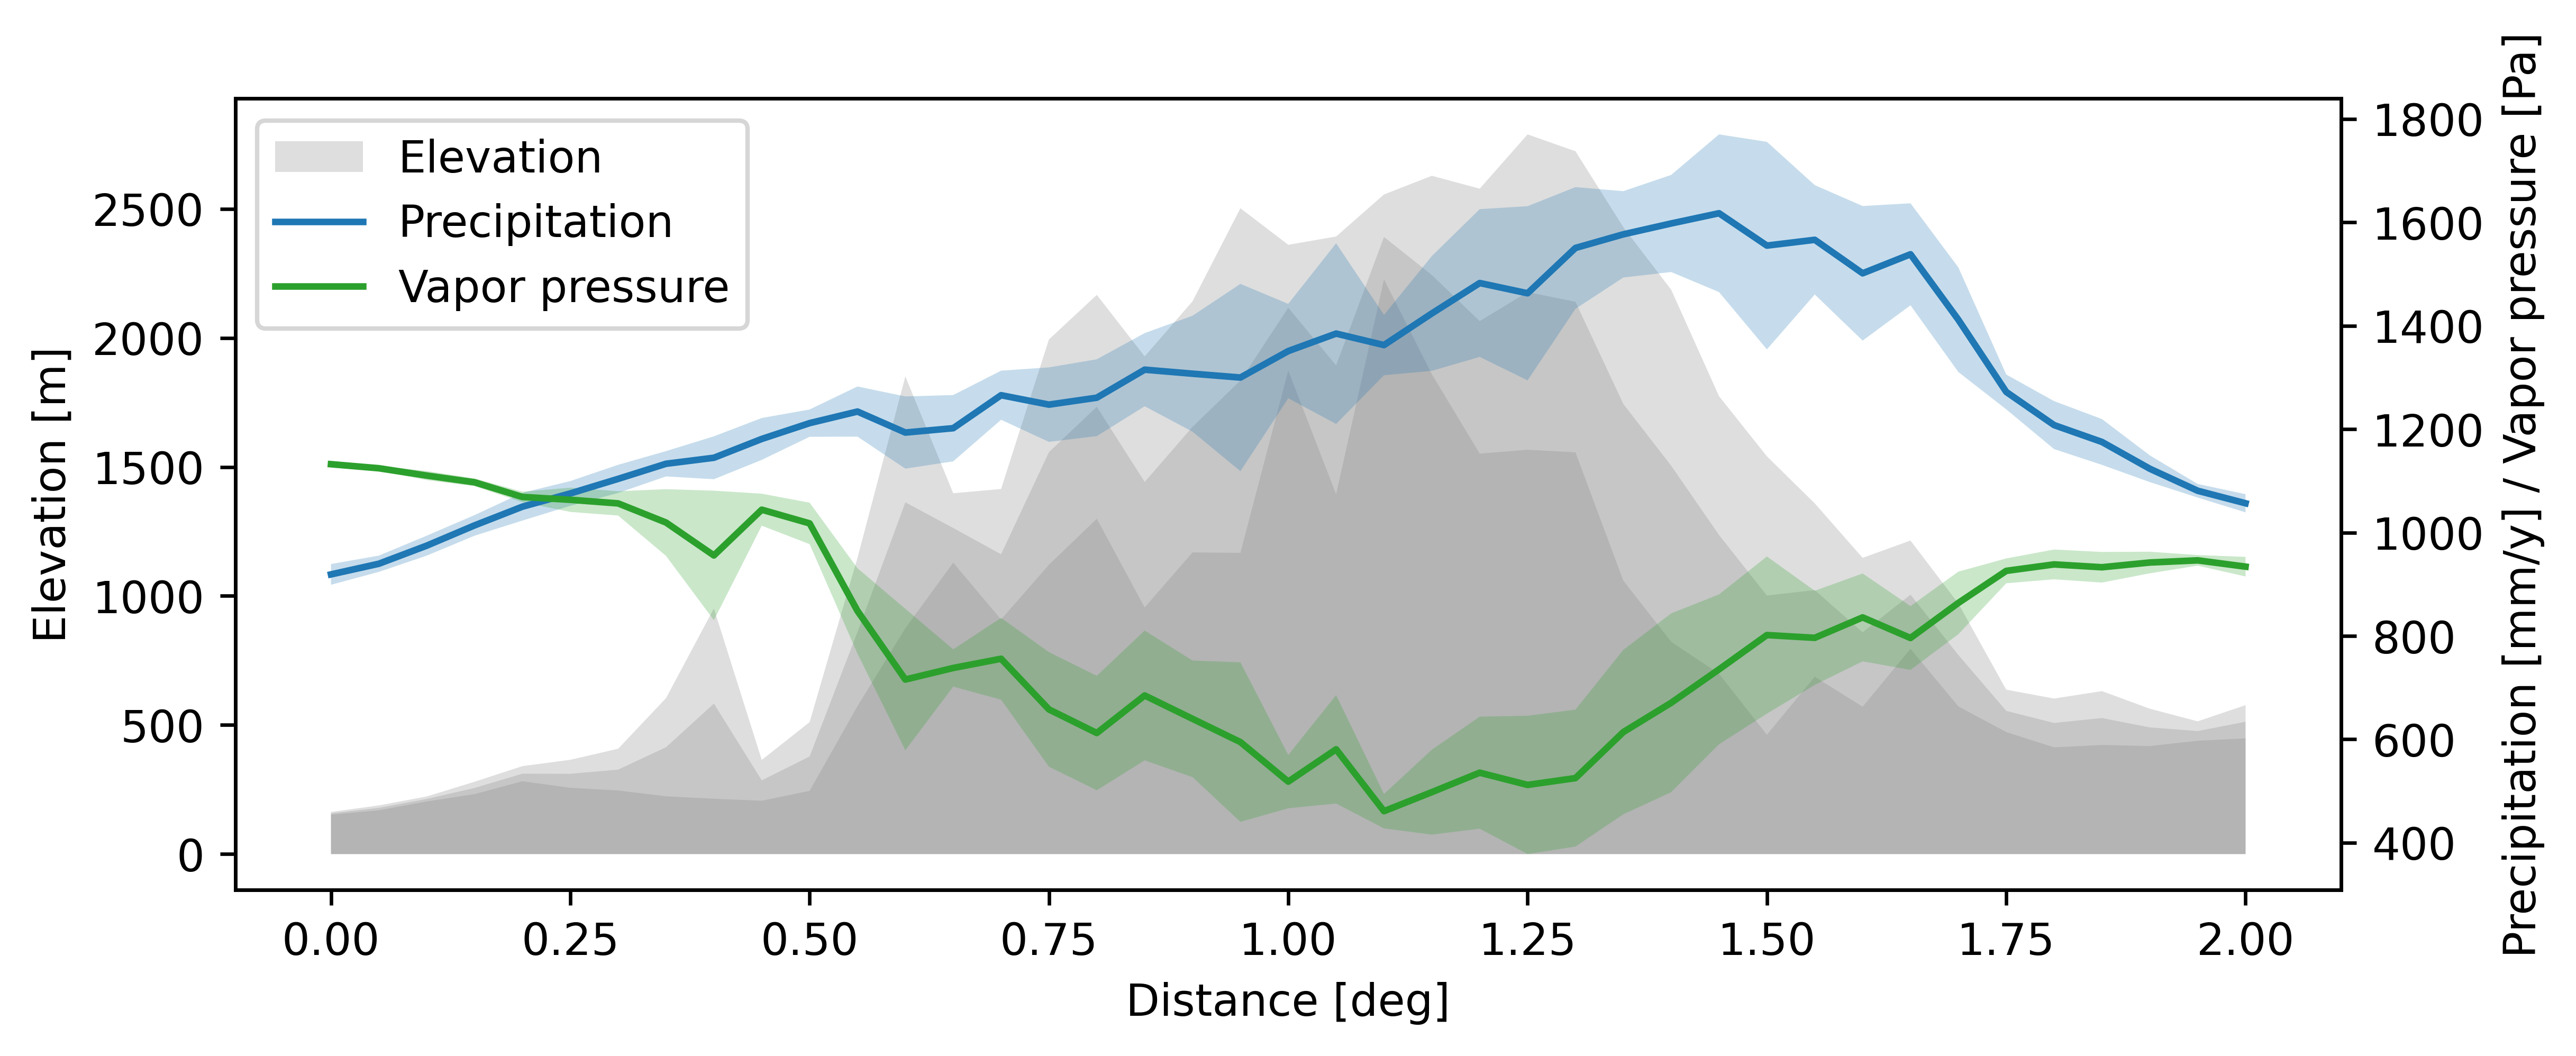 Elevation
Precipitation
Vapor pressure
Elevation [m]
2500
2000
1500
1000
500
0
0.00 0.25 0.50 0.75 1.00 1.25 1.50 1.75 2.00
Distance [deg]
1800
1600
1400
1200
1000
800
600
400
Precipitation [mm/y] / Vapor pressure [Pa]